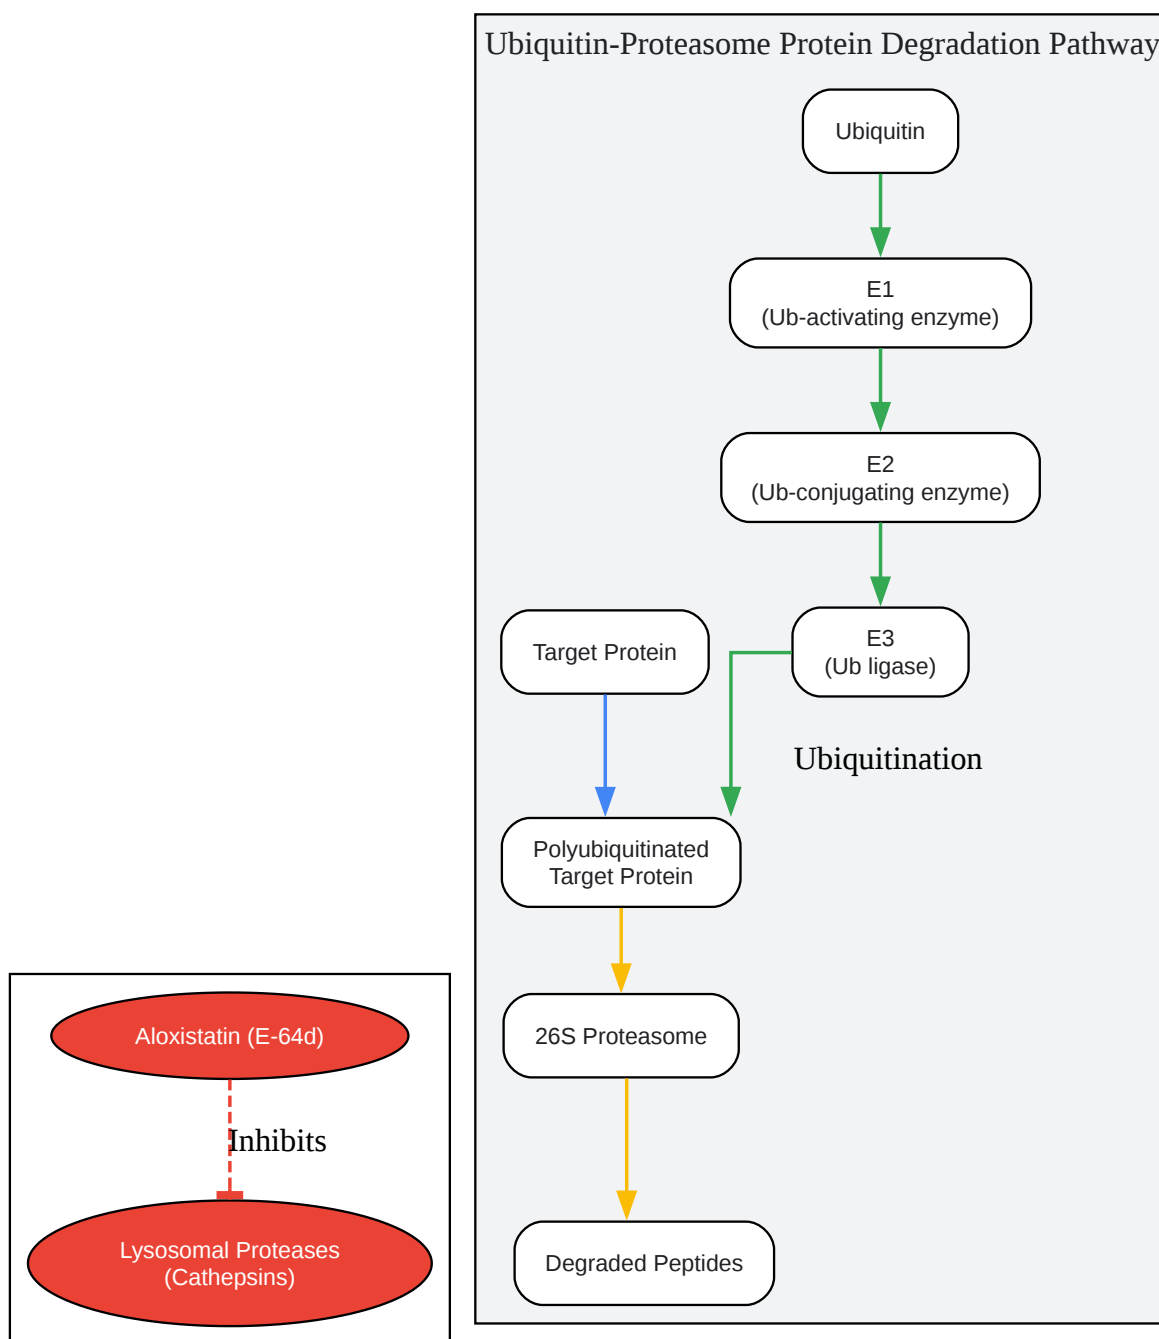 Ubiquitin-Proteasome Protein Degradation Pathway
Ubiquitin
E1
(Ub-activating enzyme)
E2
(Ub-conjugating enzyme)
Target Protein
E3
(Ub ligase)
Ubiquitination
Polyubiquitinated
Target Protein
26S Proteasome
Degraded Peptides
Aloxistatin (E-64d)
Inhibits
Lysosomal Proteases
(Cathepsins)